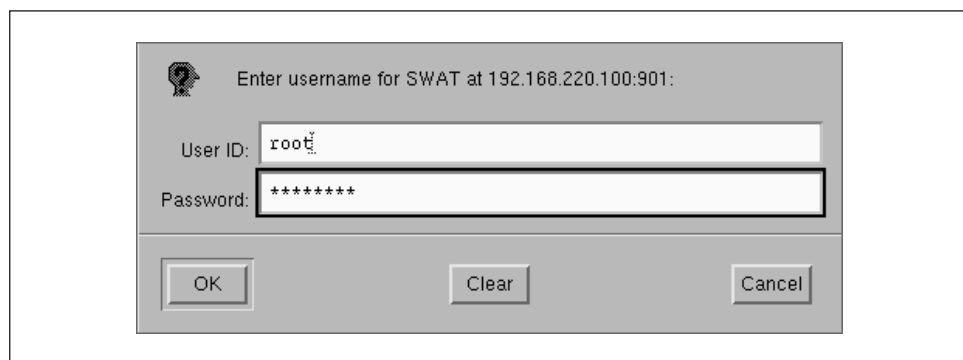 Enter username for SWAT at 192.168.220.100:901:
User ID: root
Password: ********
OK Clear Cancel